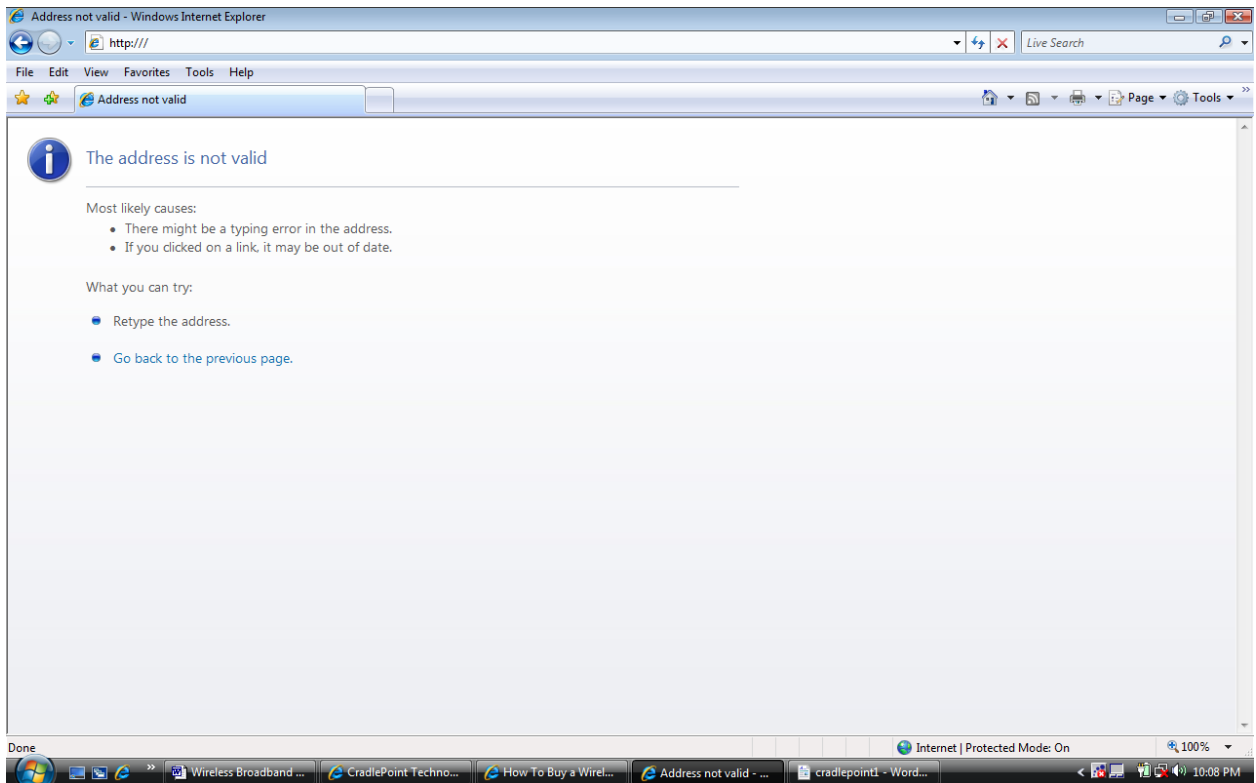 Address not valid - Windows Internet Explorer
http:///
Live Search
File Edit View Favorites Tools Help
Address not valid
Page Tools
The address is not valid
Most likely causes:
There might be a typing error in the address.
If you clicked on a link, it may be out of date.
What you can try:
Retype the address.
Go back to the previous page.
Done
Internet | Protected Mode: On
100%
Wireless Broadband ...
CradlePoint Techno...
How To Buy a Wirel...
Address not valid - ...
cradlepoint1 - Word...
10:08 PM